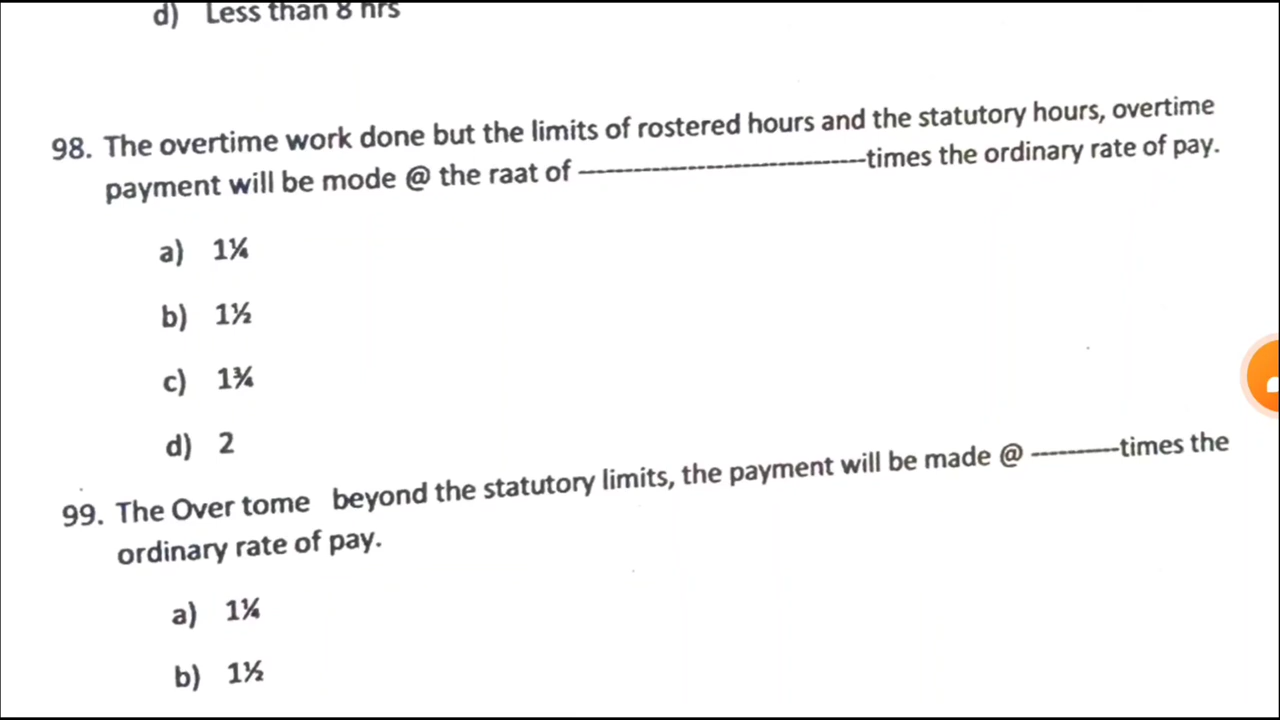 d) Less than 8 hrs
98. The overtime work done but the limits of rostered hours and the statutory hours, overtime
payment will be mode @ the raat of ------------------------------times the ordinary rate of pay.
a) 1¼
b) 1½
c) 1¾
d) 2
99. The Over tome beyond the statutory limits, the payment will be made @ ----------times the
ordinary rate of pay.
a) 1¼
b) 1½